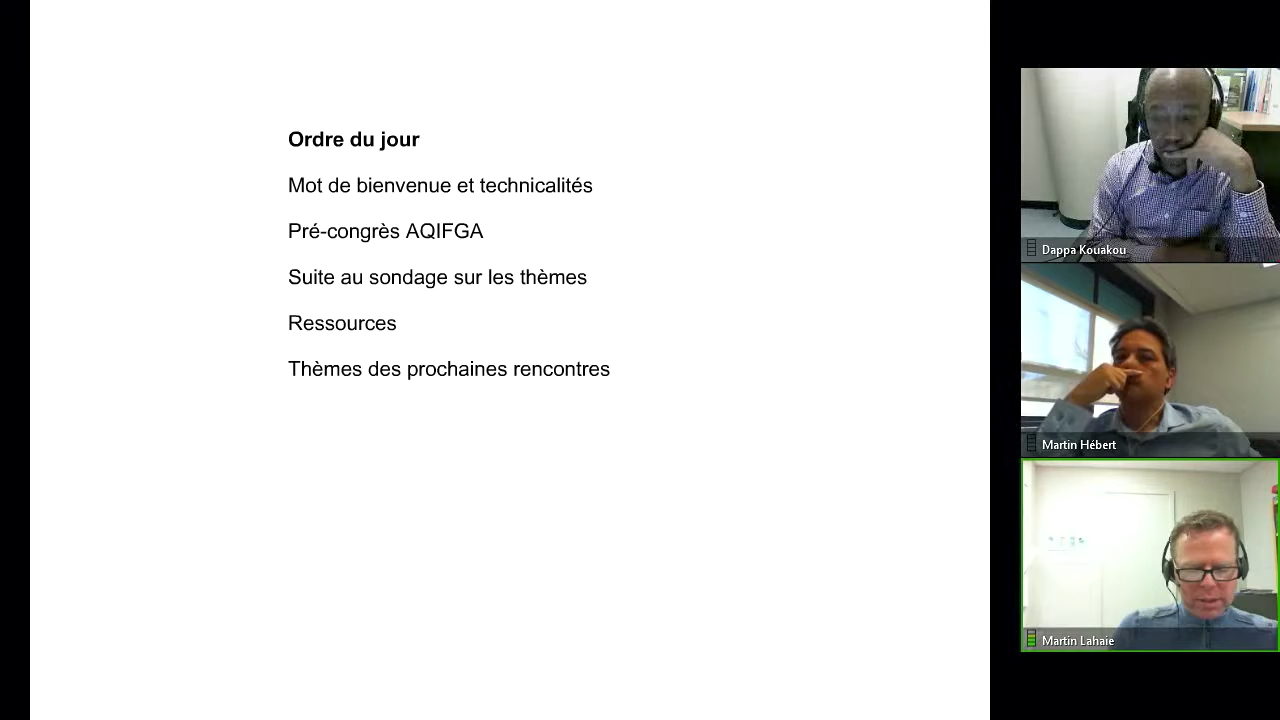 Ordre du jour
Mot de bienvenue et technicalités
Pré-congrès AQIFGA
Suite au sondage sur les thèmes
Ressources
Thèmes des prochaines rencontres
Dappa Kouakou
Martin Hébert
Martin Lahaie